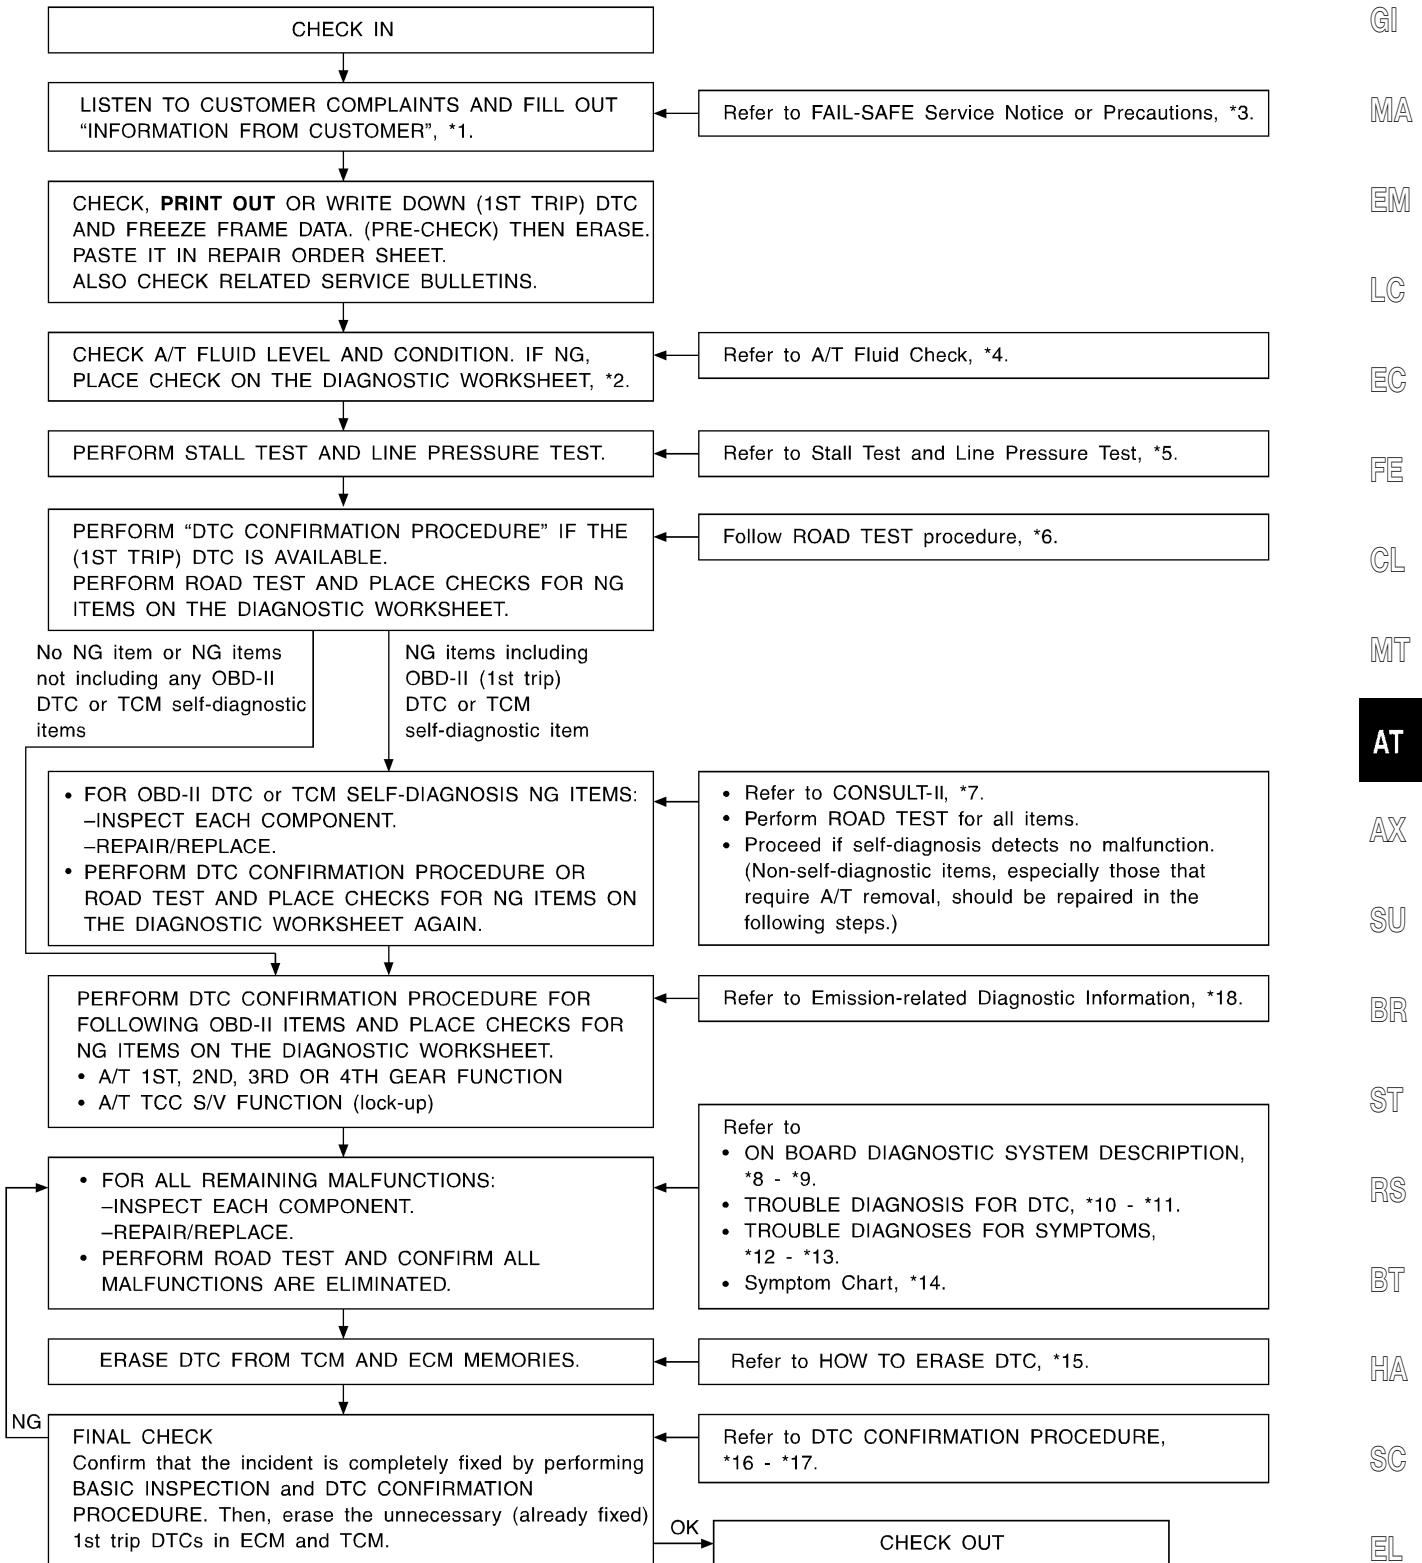 CHECK IN
LISTEN TO CUSTOMER COMPLAINTS AND FILL OUT
“INFORMATION FROM CUSTOMER”, *1.
Refer to FAIL-SAFE Service Notice or Precautions, *3.
CHECK, PRINT OUT OR WRITE DOWN (1ST TRIP) DTC
AND FREEZE FRAME DATA. (PRE-CHECK) THEN ERASE.
PASTE IT IN REPAIR ORDER SHEET.
ALSO CHECK RELATED SERVICE BULLETINS.
CHECK A/T FLUID LEVEL AND CONDITION. IF NG,
PLACE CHECK ON THE DIAGNOSTIC WORKSHEET, *2.
Refer to A/T Fluid Check, *4.
PERFORM STALL TEST AND LINE PRESSURE TEST.
Refer to Stall Test and Line Pressure Test, *5.
PERFORM “DTC CONFIRMATION PROCEDURE” IF THE
(1ST TRIP) DTC IS AVAILABLE.
PERFORM ROAD TEST AND PLACE CHECKS FOR NG
ITEMS ON THE DIAGNOSTIC WORKSHEET.
Follow ROAD TEST procedure, *6.
No NG item or NG items
not including any OBD-II
DTC or TCM self-diagnostic
items
NG items including
OBD-II (1st trip)
DTC or TCM
self-diagnostic item
• FOR OBD-II DTC or TCM SELF-DIAGNOSIS NG ITEMS:
–INSPECT EACH COMPONENT.
–REPAIR/REPLACE.
• PERFORM DTC CONFIRMATION PROCEDURE OR
ROAD TEST AND PLACE CHECKS FOR NG ITEMS ON
THE DIAGNOSTIC WORKSHEET AGAIN.
• Refer to CONSULT-II, *7.
• Perform ROAD TEST for all items.
• Proceed if self-diagnosis detects no malfunction.
(Non-self-diagnostic items, especially those that
require A/T removal, should be repaired in the
following steps.)
PERFORM DTC CONFIRMATION PROCEDURE FOR
FOLLOWING OBD-II ITEMS AND PLACE CHECKS FOR
NG ITEMS ON THE DIAGNOSTIC WORKSHEET.
• A/T 1ST, 2ND, 3RD OR 4TH GEAR FUNCTION
• A/T TCC S/V FUNCTION (lock-up)
Refer to Emission-related Diagnostic Information, *18.
• FOR ALL REMAINING MALFUNCTIONS:
–INSPECT EACH COMPONENT.
–REPAIR/REPLACE.
• PERFORM ROAD TEST AND CONFIRM ALL
MALFUNCTIONS ARE ELIMINATED.
Refer to
• ON BOARD DIAGNOSTIC SYSTEM DESCRIPTION,
*8 - *9.
• TROUBLE DIAGNOSIS FOR DTC, *10 - *11.
• TROUBLE DIAGNOSES FOR SYMPTOMS,
*12 - *13.
• Symptom Chart, *14.
ERASE DTC FROM TCM AND ECM MEMORIES.
Refer to HOW TO ERASE DTC, *15.
NG
FINAL CHECK
Confirm that the incident is completely fixed by performing
BASIC INSPECTION and DTC CONFIRMATION
PROCEDURE. Then, erase the unnecessary (already fixed)
1st trip DTCs in ECM and TCM.
Refer to DTC CONFIRMATION PROCEDURE,
*16 - *17.
OK
CHECK OUT
GI
MA
EM
LC
EC
FE
CL
MT
AT
AX
SU
BR
ST
RS
BT
HA
SC
EL